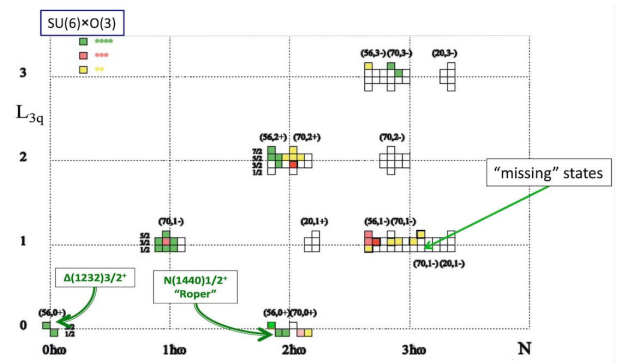 SU(6)×O(3)
****
***
**
(56,3-) (70,3-) (20,3-)
3
L3q
(56,2+) (70,2+) (70,2-)
7/2
5/2
3/2
1/2
2
"missing" states
(70,1-) (20,1+) (56,1-) (70,1-)
5/2
3/2
1/2
1
(70,1-) (20,1-)
Δ(1232)3/2+
N(1440)1/2+
"Roper"
(56,0+) (56,0+)(70,0+)
3/2
1/2
0
0ħω 1ħω 2ħω 3ħω N